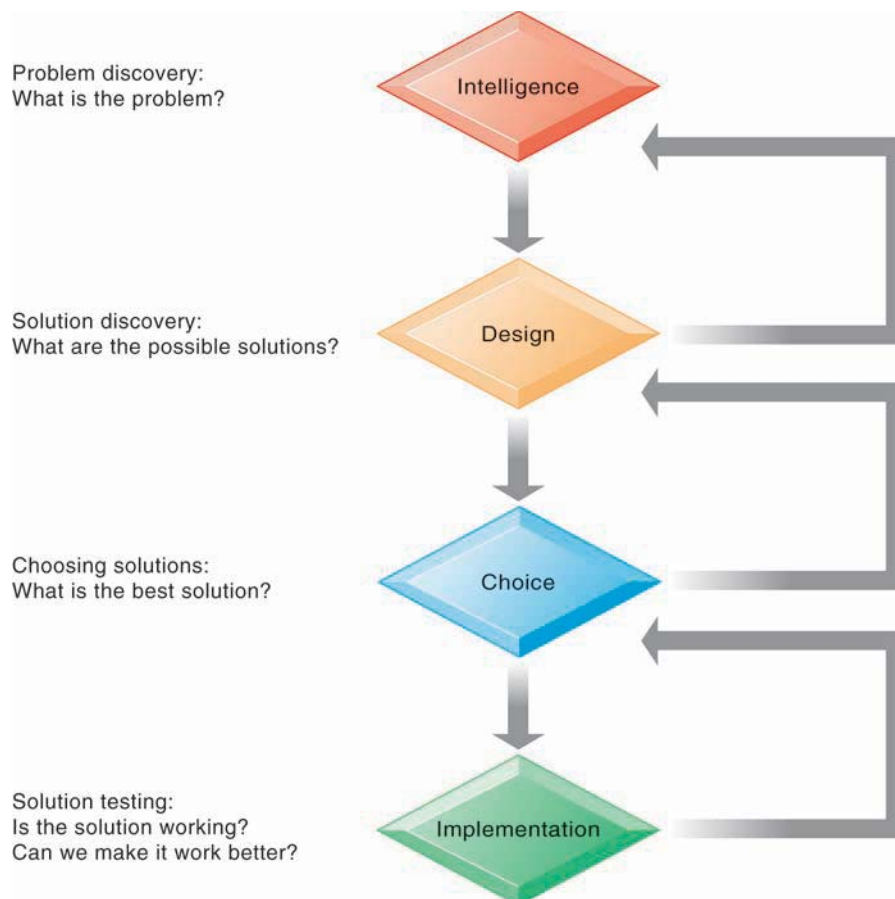 Problem discovery:
What is the problem?
Intelligence
Solution discovery:
What are the possible solutions?
Design
Choosing solutions:
What is the best solution?
Choice
Solution testing:
Is the solution working?
Can we make it work better?
Implementation